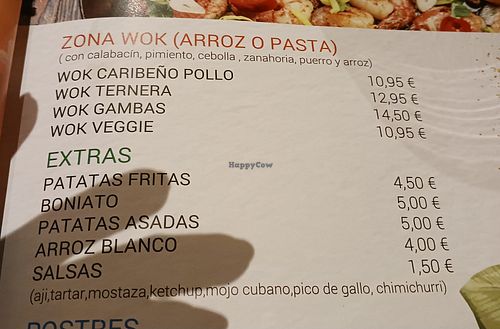 ZONA WOK (ARROZ O PASTA)
( con calabacín, pimiento, cebolla , zanahoria, puerro y arroz)
WOK CARIBEÑO POLLO 10,95 €
WOK TERNERA 12,95 €
WOK GAMBAS 14,50 €
WOK VEGGIE 10,95 €
EXTRAS
HappyCow
PATATAS FRITAS 4,50 €
BONIATO 5,00 €
PATATAS ASADAS 5,00 €
ARROZ BLANCO 4,00 €
SALSAS 1,50 €
(aji,tartar,mostaza,ketchup,mojo cubano,pico de gallo, chimichurri)
POSTRES